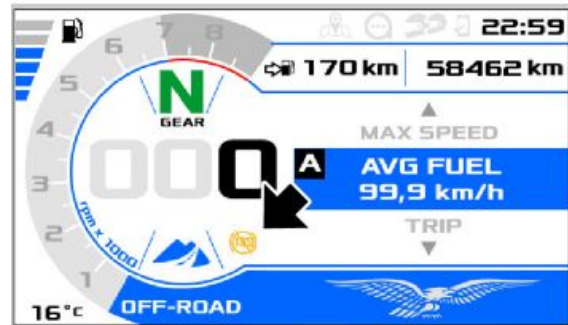 22:59
170 km
58462 km
8
7
6
5
4
3
2
1
rpm x 1000
N
GEAR
000
A
MAX SPEED
AVG FUEL
99,9 km/h
TRIP
16°c
OFF-ROAD